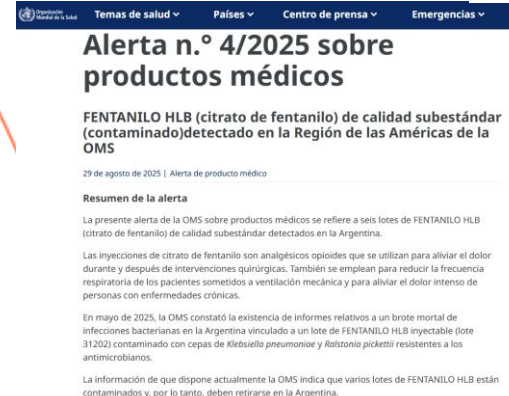 Organización
Mundial de la Salud
Temas de salud Países Centro de prensa Emergencias
Alerta n.° 4/2025 sobre
productos médicos
FENTANILO HLB (citrato de fentanilo) de calidad subestándar
(contaminado)detectado en la Región de las Américas de la
OMS
29 de agosto de 2025 | Alerta de producto médico
Resumen de la alerta
La presente alerta de la OMS sobre productos médicos se refiere a seis lotes de FENTANILO HLB
(citrato de fentanilo) de calidad subestándar detectados en la Argentina.
Las inyecciones de citrato de fentanilo son analgésicos opioides que se utilizan para aliviar el dolor
durante y después de intervenciones quirúrgicas. También se emplean para reducir la frecuencia
respiratoria de los pacientes sometidos a ventilación mecánica y para aliviar el dolor intenso de
personas con enfermedades crónicas.
En mayo de 2025, la OMS constató la existencia de informes relativos a un brote mortal de
infecciones bacterianas en la Argentina vinculado a un lote de FENTANILO HLB inyectable (lote
31202) contaminado con cepas de Klebsiella pneumoniae y Ralstonia pickettii resistentes a los
antimicrobianos.
La información de que dispone actualmente la OMS indica que varios lotes de FENTANILO HLB están
contaminados y, por lo tanto, deben retirarse en la Argentina.